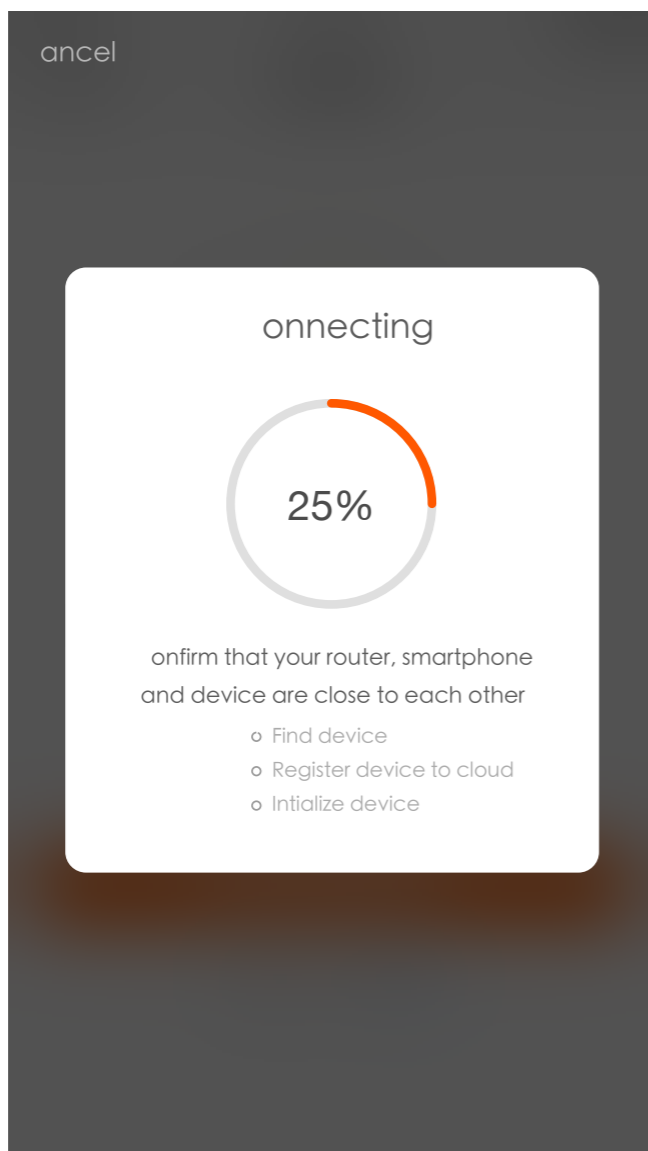 ancel
onnecting
25%
onfirm that your router, smartphone
and device are close to each other
Find device
Register device to cloud
Intialize device